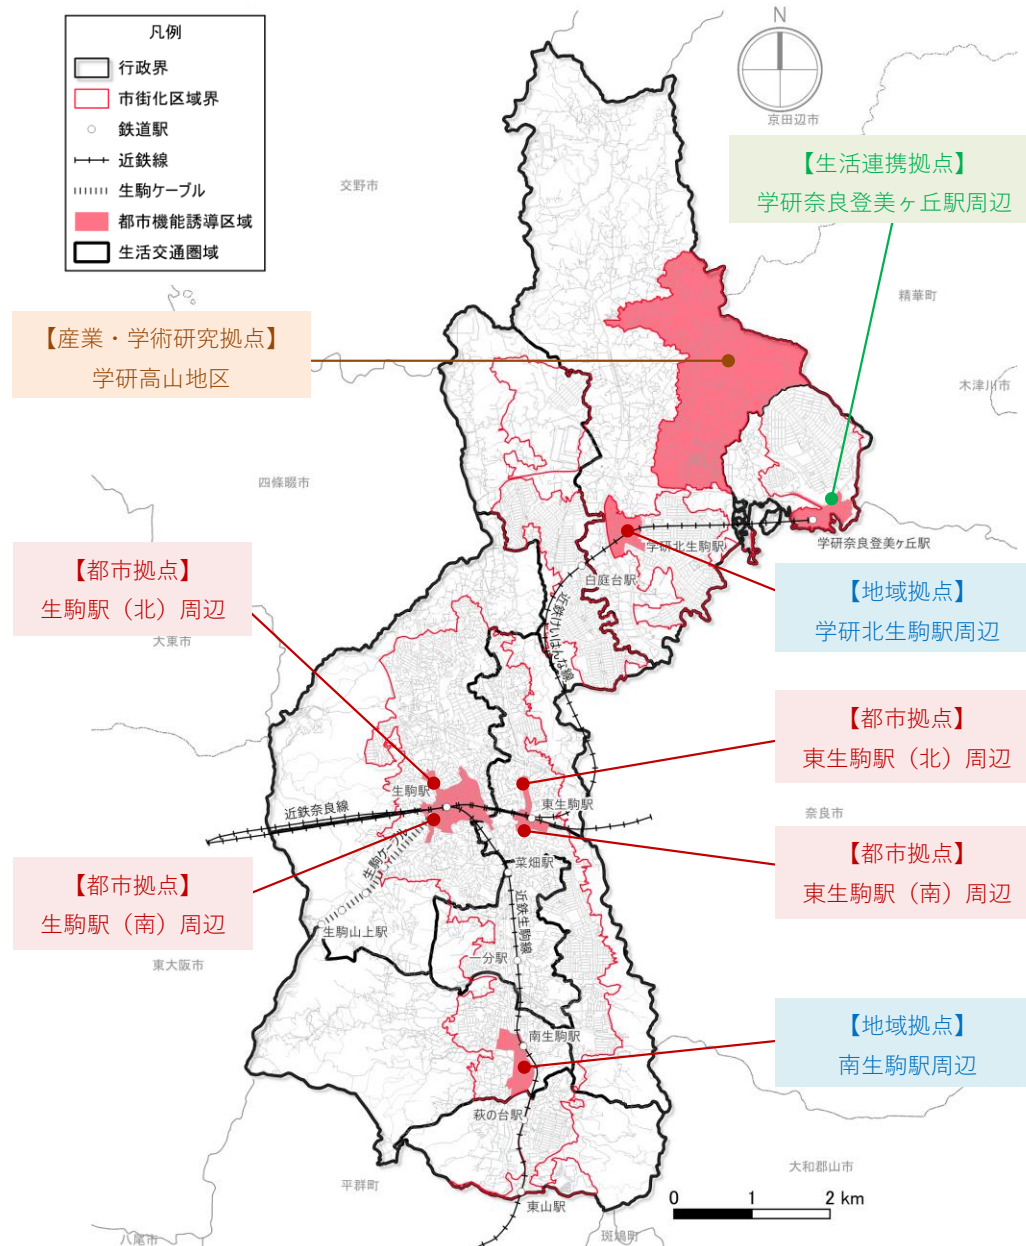 凡例
行政界
市街化区域界
鉄道駅
近鉄線
生駒ケーブル
都市機能誘導区域
生活交通圏域
N
京田辺市
交野市
【生活連携拠点】
学研奈良登美ヶ丘駅周辺
精華町
【産業・学術研究拠点】
学研高山地区
木津川市
四條畷市
学研奈良登美ヶ丘駅
学研北生駒駅
【都市拠点】
生駒駅（北）周辺
白庭台駅
【地域拠点】
学研北生駒駅周辺
大東市
近鉄けいはんな線
【都市拠点】
東生駒駅（北）周辺
生駒駅
近鉄奈良線
東生駒駅
奈良市
生駒ケーブル
菜畑駅
【都市拠点】
東生駒駅（南）周辺
【都市拠点】
生駒駅（南）周辺
近鉄生駒線
生駒山上駅
一分駅
東大阪市
南生駒駅
【地域拠点】
南生駒駅周辺
萩の台駅
大和郡山市
平群町
東山駅
0 1 2 km
八尾市
斑鳩町